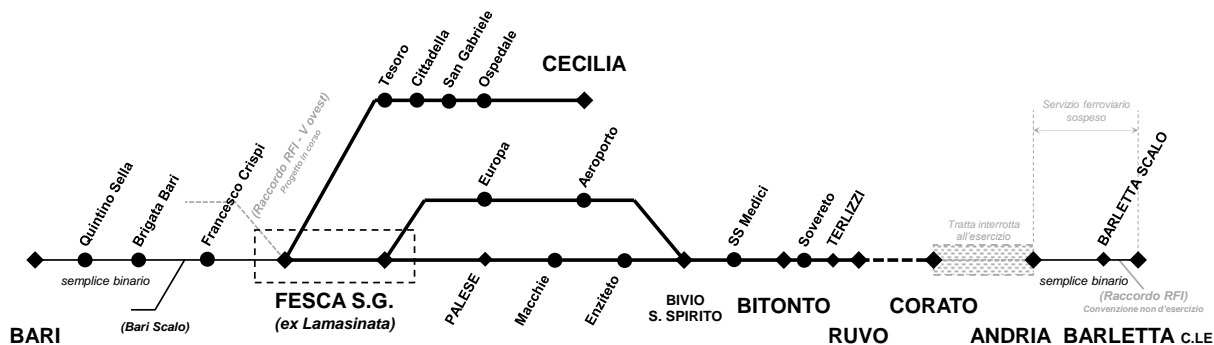 Tesoro
Cittadella
San Gabriele
Ospedale
CECILIA
(Raccordo RFI - V ovest)
Progetto in corso
Servizio ferroviario
sospeso
Quintino Sella
Brigata Bari
Francesco Crispi
Europa
Aeroporto
SS Medici
Sovereto
TERLIZZI
Tratta interrotta
all'esercizio
BARLETTA SCALO
semplice binario
(Bari Scalo)
BARI
FESCA S.G.
(ex Lamasinata)
PALESE
Macchie
Enziteto
BIVIO
S. SPIRITO
BITONTO
RUVO
CORATO
ANDRIA
semplice binario
(Raccordo RFI)
Convenzione non d'esercizio
BARLETTA C.LE